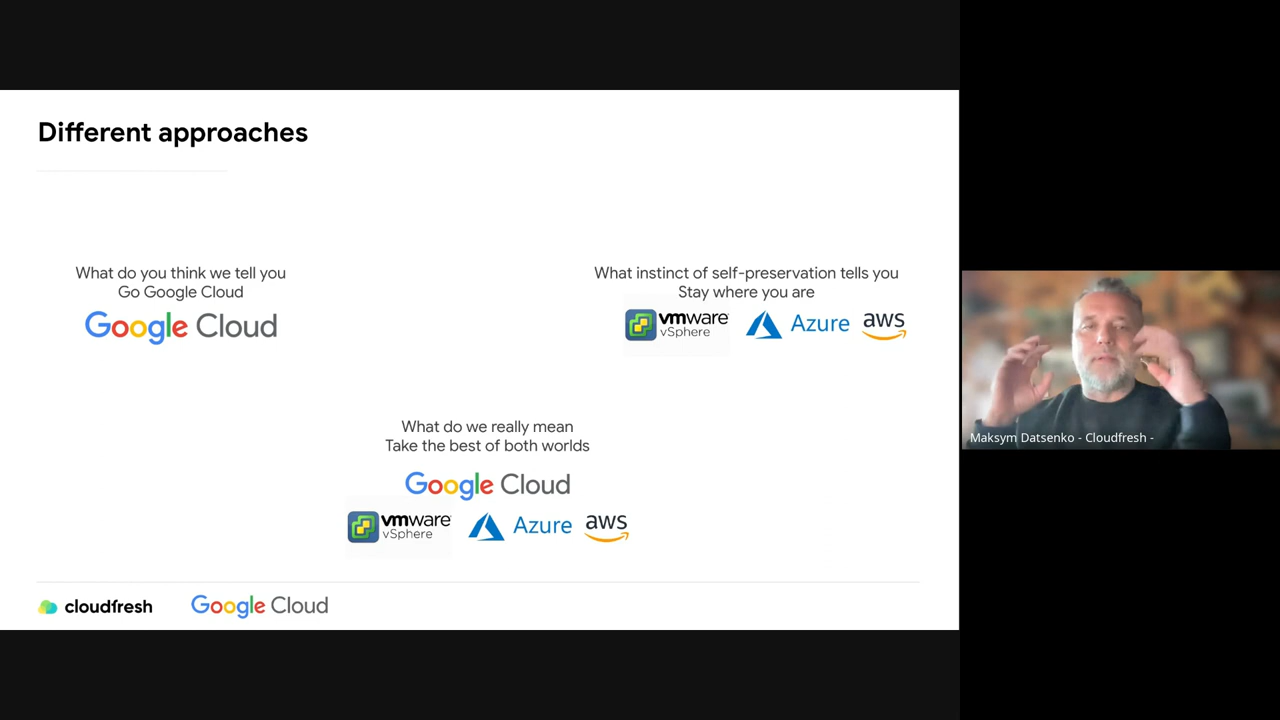 Different approaches
What do you think we tell you
Go Google Cloud
Google Cloud
What instinct of self-preservation tells you
Stay where you are
vmware
vSphere
Azure
aws
What do we really mean
Take the best of both worlds
Google Cloud
vmware
vSphere
Azure
aws
cloudfresh
Google Cloud
Maksym Datsenko - Cloudfresh -